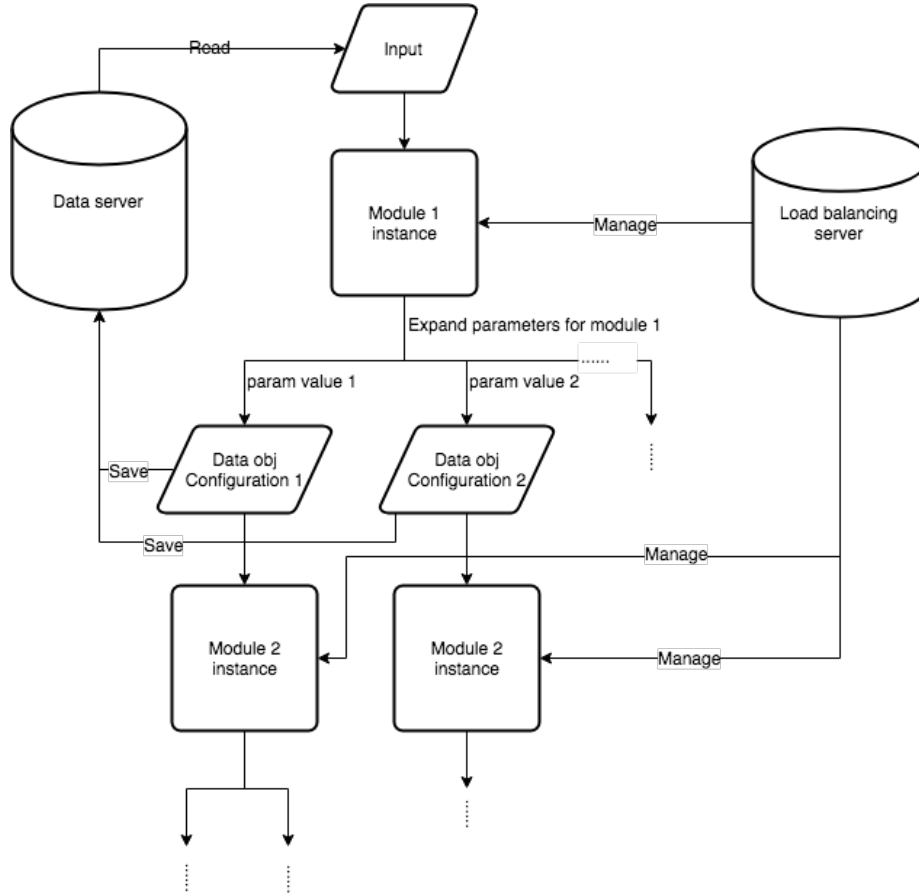 Read
Input
Data server
Module 1
instance
Manage
Load balancing
server
Expand parameters for module 1
......
param value 1
param value 2
Data obj
Configuration 1
Data obj
Configuration 2
Save
Save
Manage
Module 2
instance
Module 2
instance
Manage